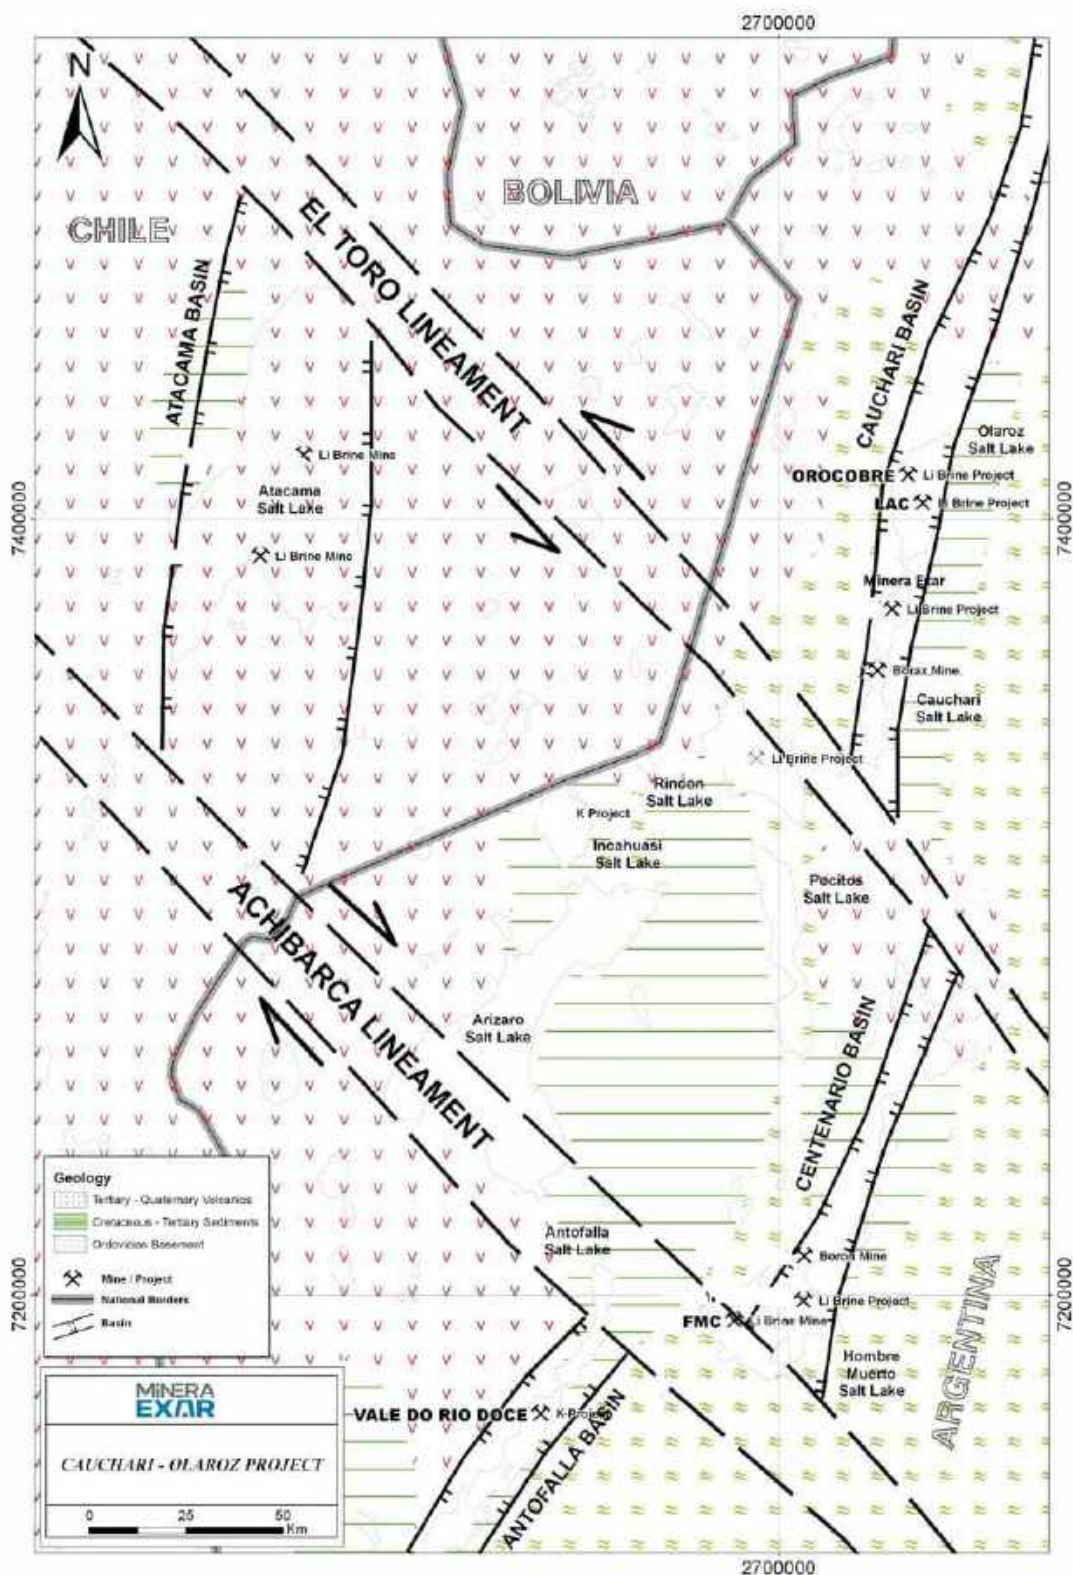 2700000
N
BOLIVIA
CHILE
EL TORO LINEAMENT
ATACAMA BASIN
CAUCHARI BASIN
Olaroz
Salt Lake
Li Brine Mine
OROCOBRE
Li Brine Project
Atacama
Salt Lake
LAC
Li Brine Project
7400000
7400000
Li Brine Mine
Minera Exar
Li Brine Project
Borax Mine
Cauchari
Salt Lake
Li Brine Project
Rincon
Salt Lake
K Project
Incahuasi
Salt Lake
Pocitos
Salt Lake
ACHIBARCA LINEAMENT
Arizaro
Salt Lake
CENTENARIO BASIN
Geology
Tertiary - Quaternary Volcanics
Cretaceous - Tertiary Sediments
Ordovician Basement
Mine / Project
National Borders
Basin
Antofalla
Salt Lake
Boron Mine
ARGENTINA
Li Brine Project
7200000
7200000
FMC
Li Brine Mine
Hombre
Muerto
Salt Lake
MINERA
EXAR
VALE DO RIO DOCE
K Project
ANTOFALLA BASIN
CAUCHARI - OLAROZ PROJECT
0 25 50
Km
2700000